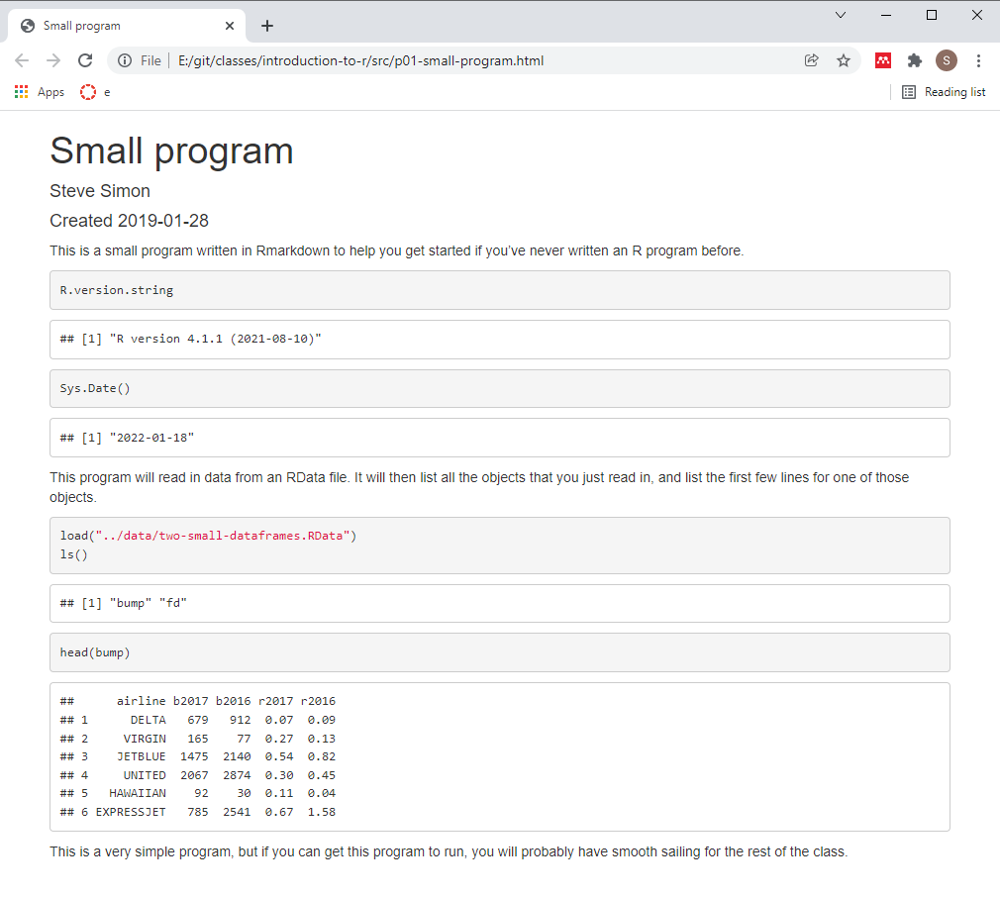 Small program
File E:/git/classes/introduction-to-r/src/p01-small-program.html
S
Apps e Reading list
Small program
Steve Simon
Created 2019-01-28
This is a small program written in Rmarkdown to help you get started if you’ve never written an R program before.
R.version.string
## [1] "R version 4.1.1 (2021-08-10)"
Sys.Date()
## [1] "2022-01-18"
This program will read in data from an RData file. It will then list all the objects that you just read in, and list the first few lines for one of those
objects.
load("../data/two-small-dataframes.RData")
ls()
## [1] "bump" "fd"
head(bump)
##      airline b2017 b2016 r2017 r2016
## 1      DELTA   679   912  0.07  0.09
## 2     VIRGIN   165    77  0.27  0.13
## 3    JETBLUE  1475  2140  0.54  0.82
## 4     UNITED  2067  2874  0.30  0.45
## 5   HAWAIIAN    92    30  0.11  0.04
## 6 EXPRESSJET   785  2541  0.67  1.58
This is a very simple program, but if you can get this program to run, you will probably have smooth sailing for the rest of the class.